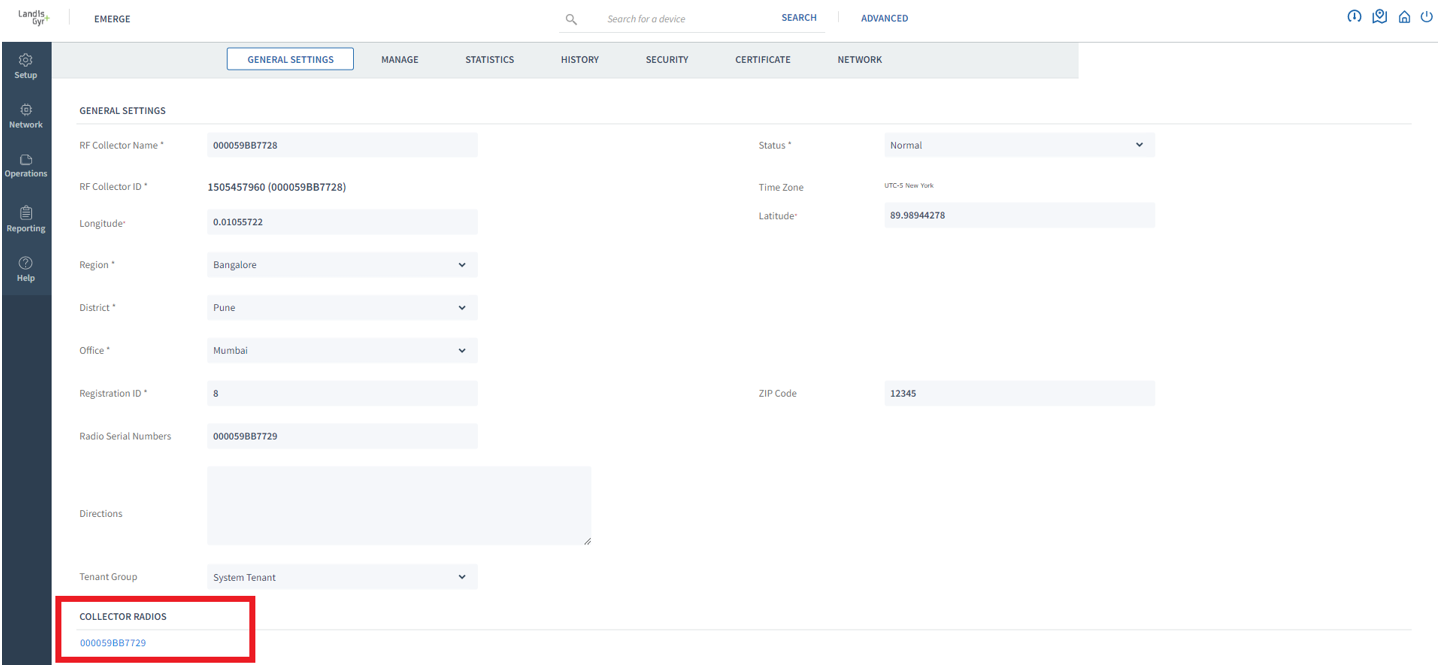 Landis
Gyr+
EMERGE
Search for a device
SEARCH
ADVANCED
Setup
Network
Operations
Reporting
Help
GENERAL SETTINGS
MANAGE
STATISTICS
HISTORY
SECURITY
CERTIFICATE
NETWORK
GENERAL SETTINGS
RF Collector Name *
000059BB7728
Status *
Normal
RF Collector ID *
1505457960 (000059BB7728)
Time Zone
UTC-5 New York
Longitude*
0.01055722
Latitude*
89.98944278
Region *
Bangalore
District *
Pune
Office *
Mumbai
Registration ID *
8
ZIP Code
12345
Radio Serial Numbers
000059BB7729
Directions
Tenant Group
System Tenant
COLLECTOR RADIOS
000059BB7729